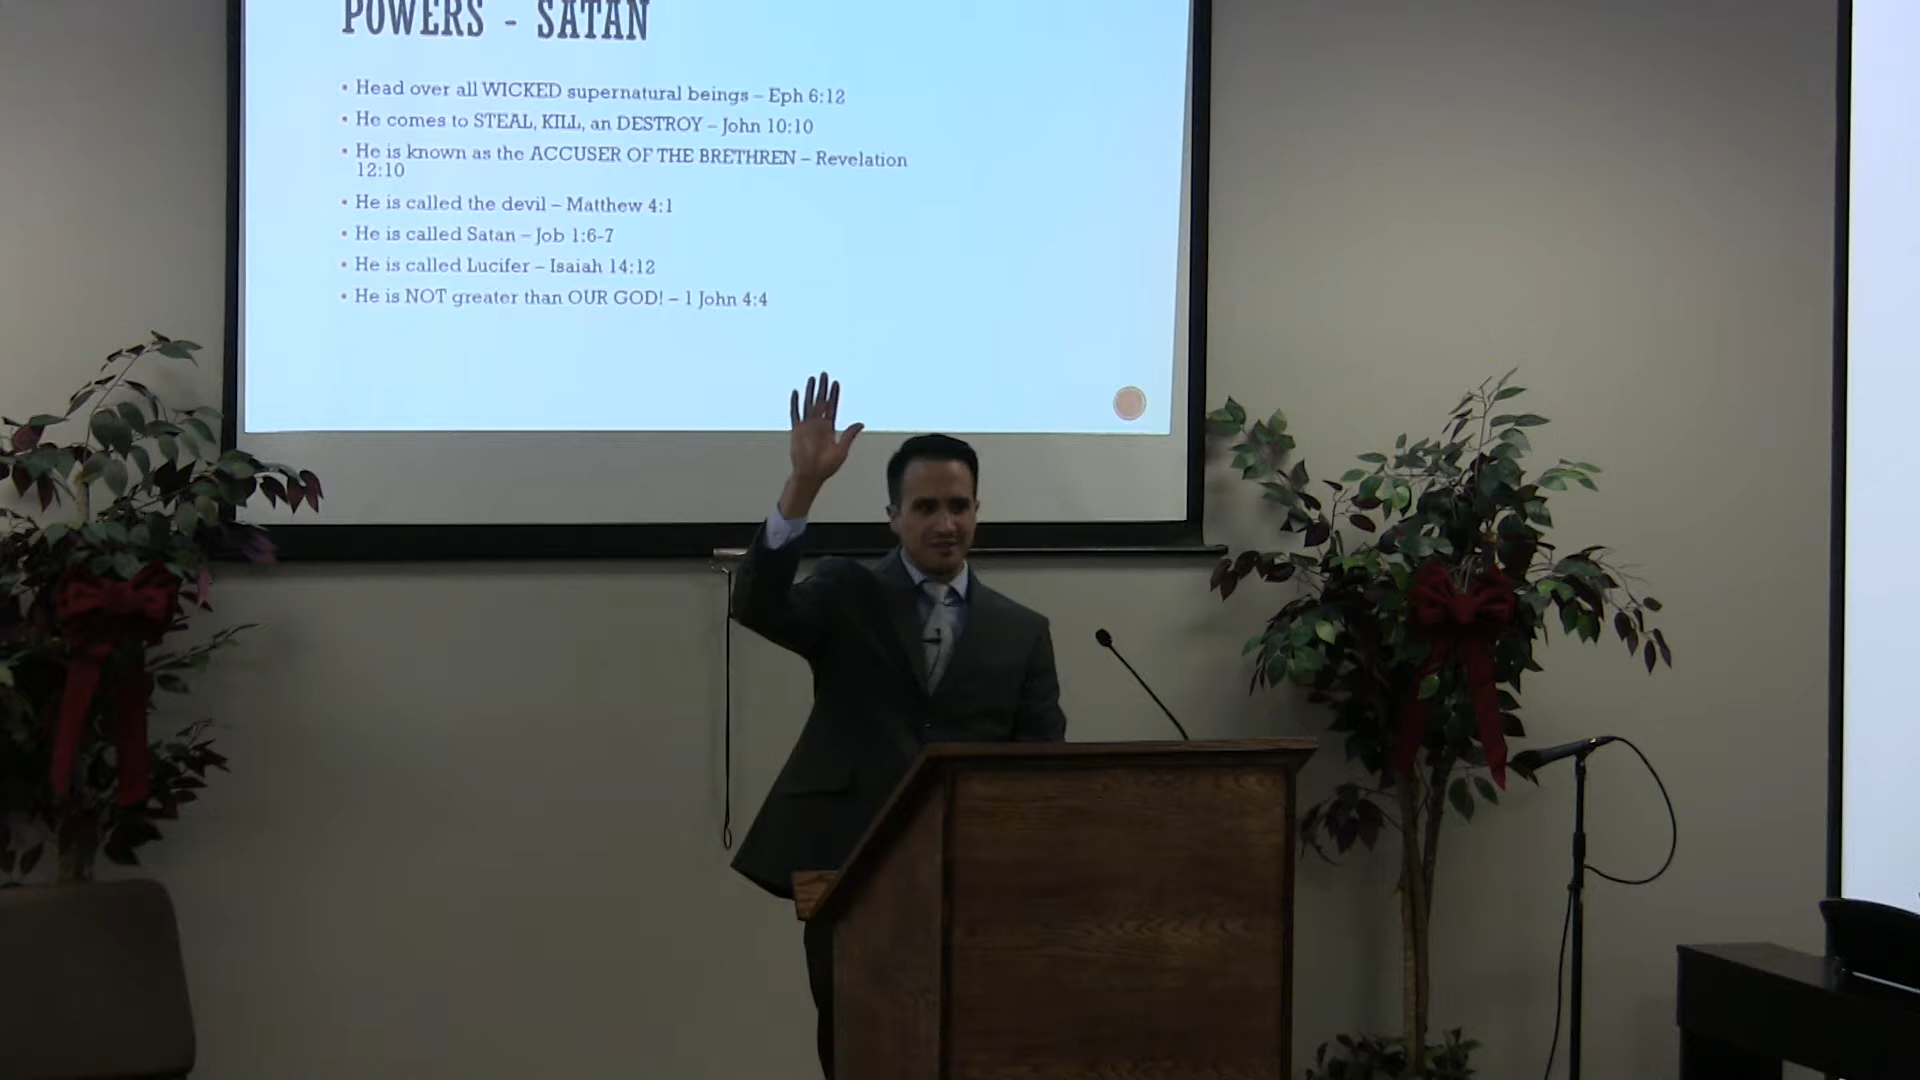 POWERS - SATAN
• Head over all WICKED supernatural beings – Eph 6:12
• He comes to STEAL, KILL, an DESTROY – John 10:10
• He is known as the ACCUSER OF THE BRETHREN – Revelation
12:10
• He is called the devil – Matthew 4:1
• He is called Satan – Job 1:6-7
• He is called Lucifer – Isaiah 14:12
• He is NOT greater than OUR GOD! – 1 John 4:4